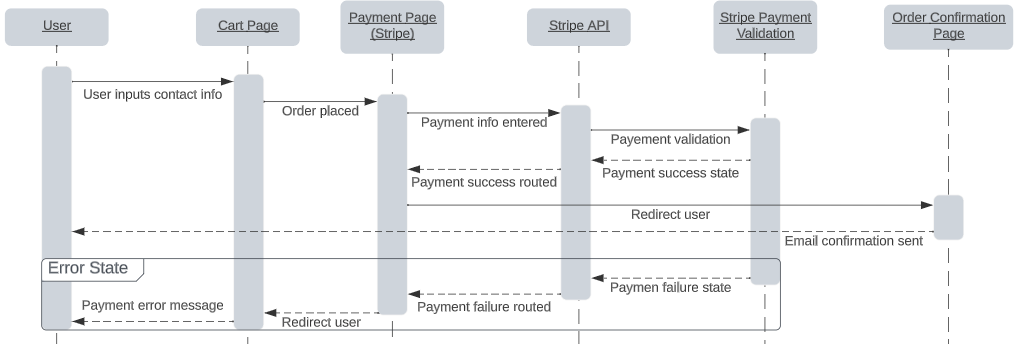 User
Cart Page
Payment Page
(Stripe)
Stripe API
Stripe Payment
Validation
Order Confirmation
Page
User inputs contact info
Order placed
Payment info entered
Payement validation
Payment success state
Payment success routed
Redirect user
Email confirmation sent
Error State
Paymen failure state
Payment failure routed
Payment error message
Redirect user